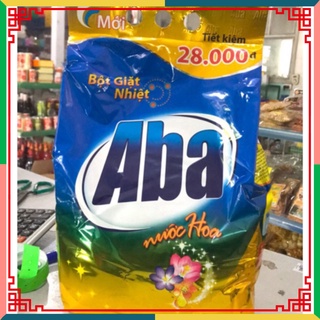 Mới
Tiết kiệm
28.000đ
Bột Giặt
Nhiệt
Aba
nước Hoa